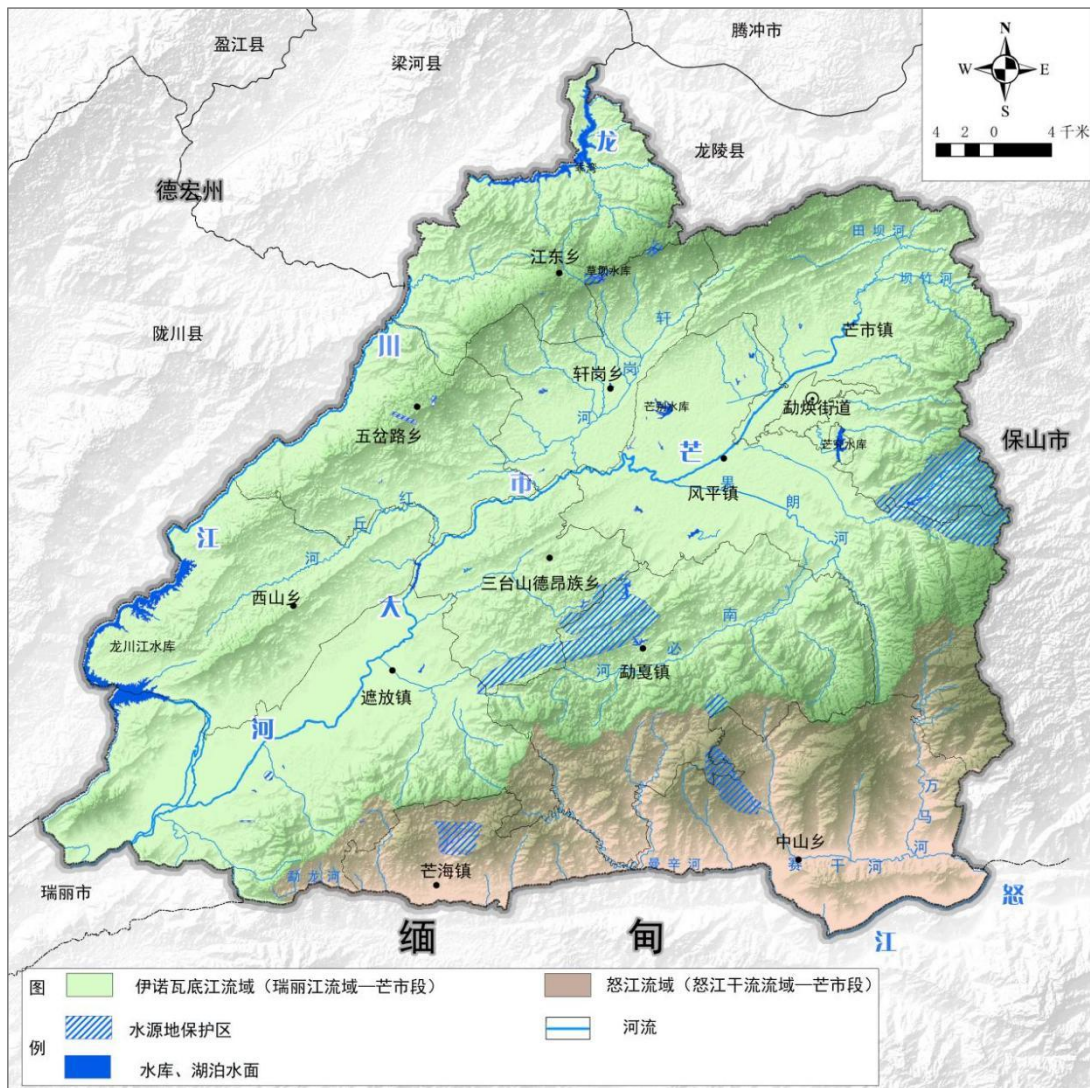 盈江县
腾冲市
梁河县
N
W
E
S
4 2 0 4 千米
龙陵县
德宏州
龙
田坝河
坝竹河
江东乡
草坝水库
陇川县
川
轩
岗
河
芒市镇
轩岗乡
勐焕街道
五岔路乡
保山市
芒
市
风平镇
果
朗
河
江
红
丘
河
三台山德昂族乡
西山乡
大
南
必
河
龙川江水库
勐戛镇
遮放镇
河
万马河
中山乡
勐龙河
曼辛河
赛干河
芒海镇
瑞丽市
怒
江
缅甸
图例
伊诺瓦底江流域（瑞丽江流域—芒市段）
怒江流域（怒江干流流域—芒市段）
水源地保护区
河流
水库、湖泊水面